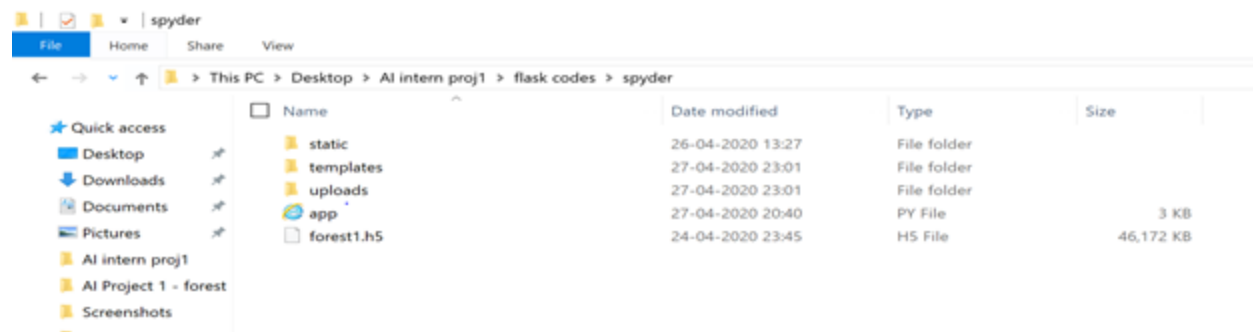 spyder
File Home Share View
This PC > Desktop > AI intern proj1 > flask codes > spyder
Name Date modified Type Size
Quick access
static 26-04-2020 13:27 File folder
Desktop
templates 27-04-2020 23:01 File folder
Downloads
uploads 27-04-2020 23:01 File folder
Documents
app 27-04-2020 20:40 PY File 3 KB
Pictures
forest1.h5 24-04-2020 23:45 H5 File 46,172 KB
AI intern proj1
AI Project 1 - forest
Screenshots